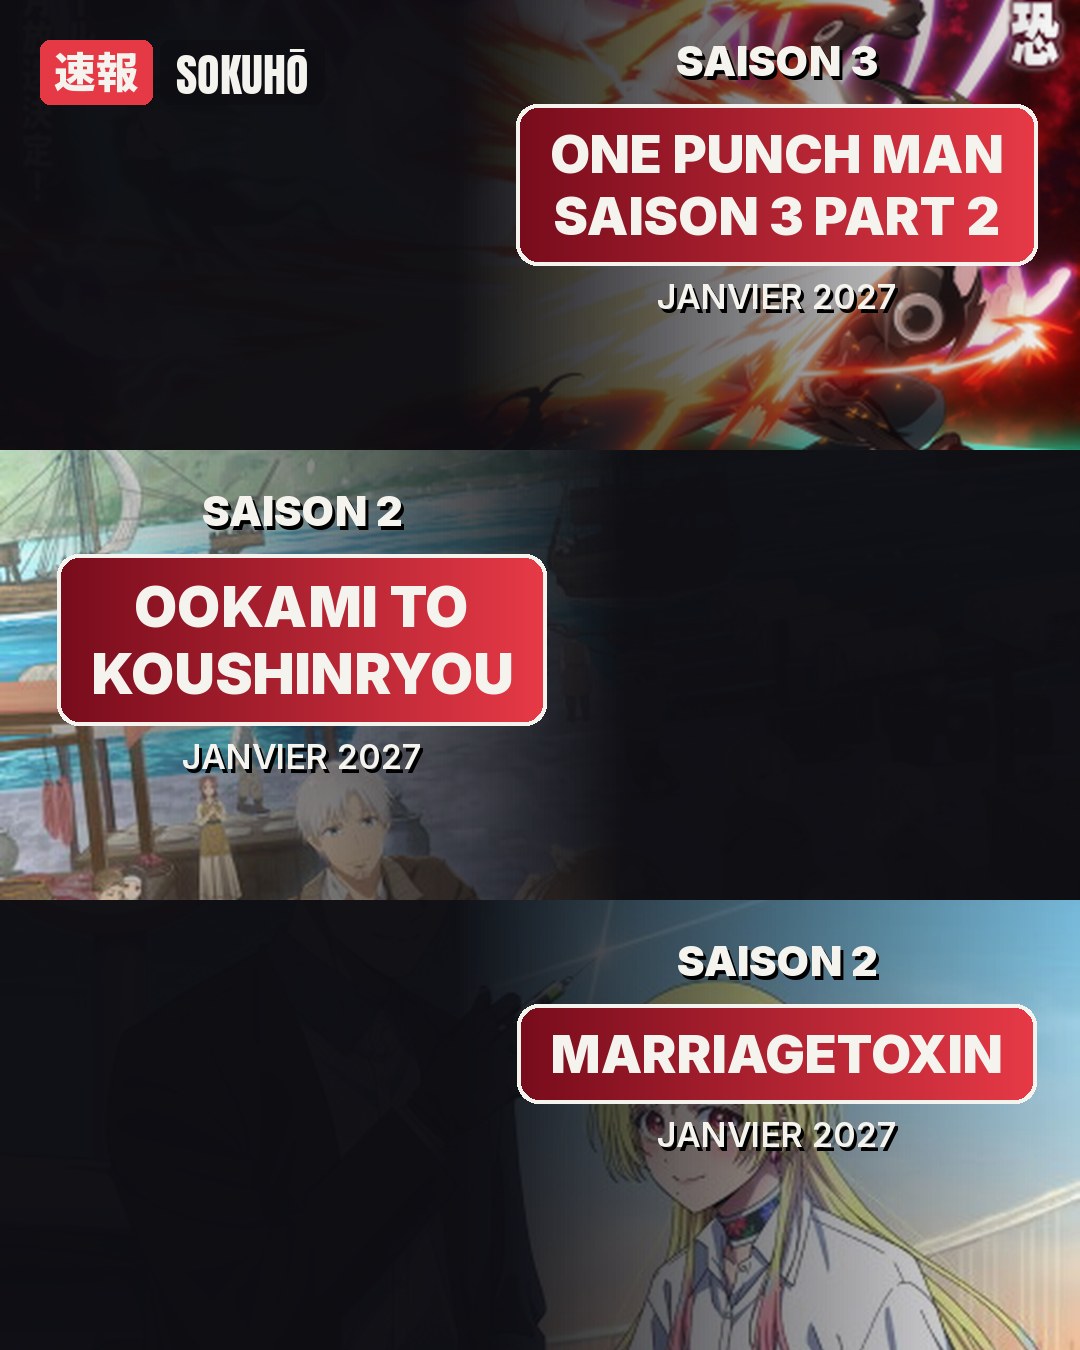 速報 SOKUHŌ
恐
SAISON 3
ONE PUNCH MAN
SAISON 3 PART 2
JANVIER 2027
SAISON 2
OOKAMI TO
KOUSHINRYOU
JANVIER 2027
SAISON 2
MARRIAGETOXIN
JANVIER 2027